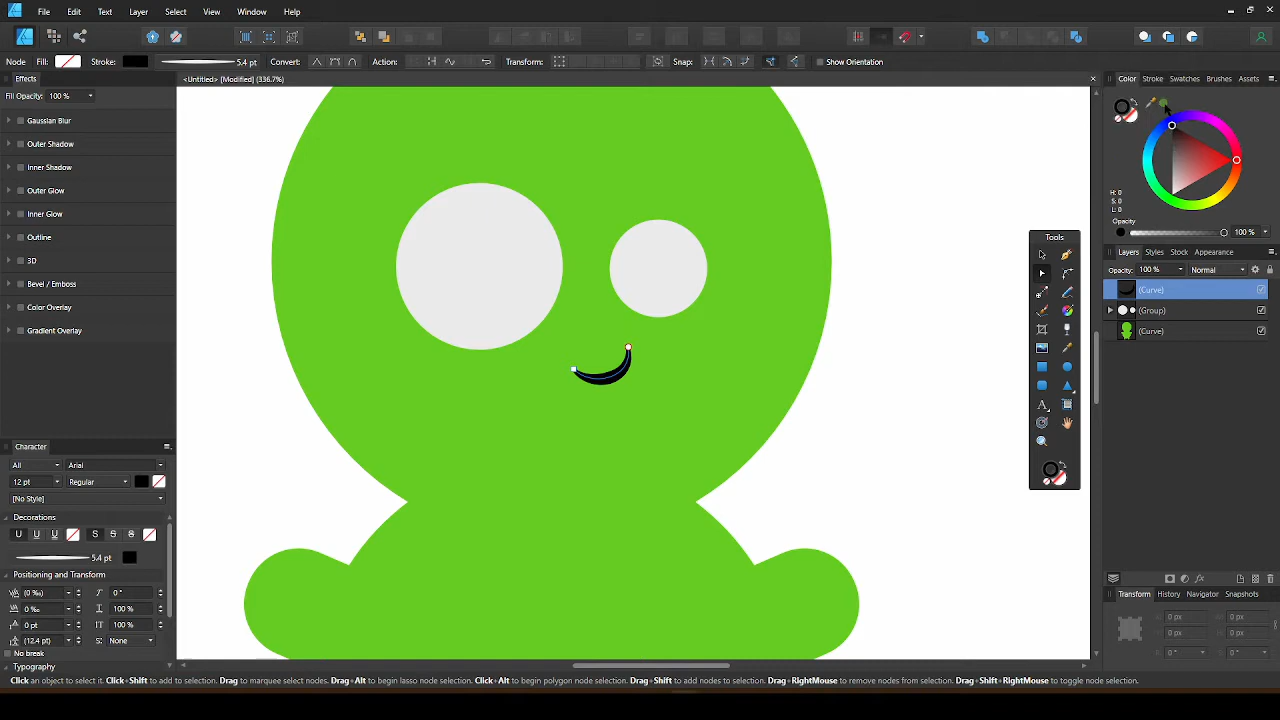 File Edit Text Layer Select View Window Help
Node Fill: Stroke: 5.4 pt Convert: Action: Transform: Snap: Show Orientation
Effects
<Untitled> [Modified] (336.7%)
Color Stroke Swatches Brushes Assets
Fill Opacity: 100 %
Gaussian Blur
Outer Shadow
Inner Shadow
Outer Glow
Inner Glow
Outline
3D
Bevel / Emboss
Color Overlay
Gradient Overlay
H: 0
S: 0
L: 0
Opacity
100 %
Tools
Layers Styles Stock Appearance
Opacity: 100 % Normal
(Curve)
(Group)
(Curve)
Character
All Arial
12 pt Regular
[No Style]
Decorations
U U U S S S
5.4 pt
Positioning and Transform
(0 ‰) 0 °
0 ‰ 100 %
0 pt 100 %
(12.4 pt) S: None
No break
Typography
Transform History Navigator Snapshots
X: 0 px W: 0 px
Y: 0 px H: 0 px
R: 0 ° S: 0 °
Click an object to select it. Click+Shift to add to selection. Drag to marquee select nodes. Drag+Alt to begin lasso node selection. Click+Alt to begin polygon node selection. Drag+Shift to add nodes to selection. Drag+RightMouse to remove nodes from selection. Drag+Shift+RightMouse to toggle node selection.